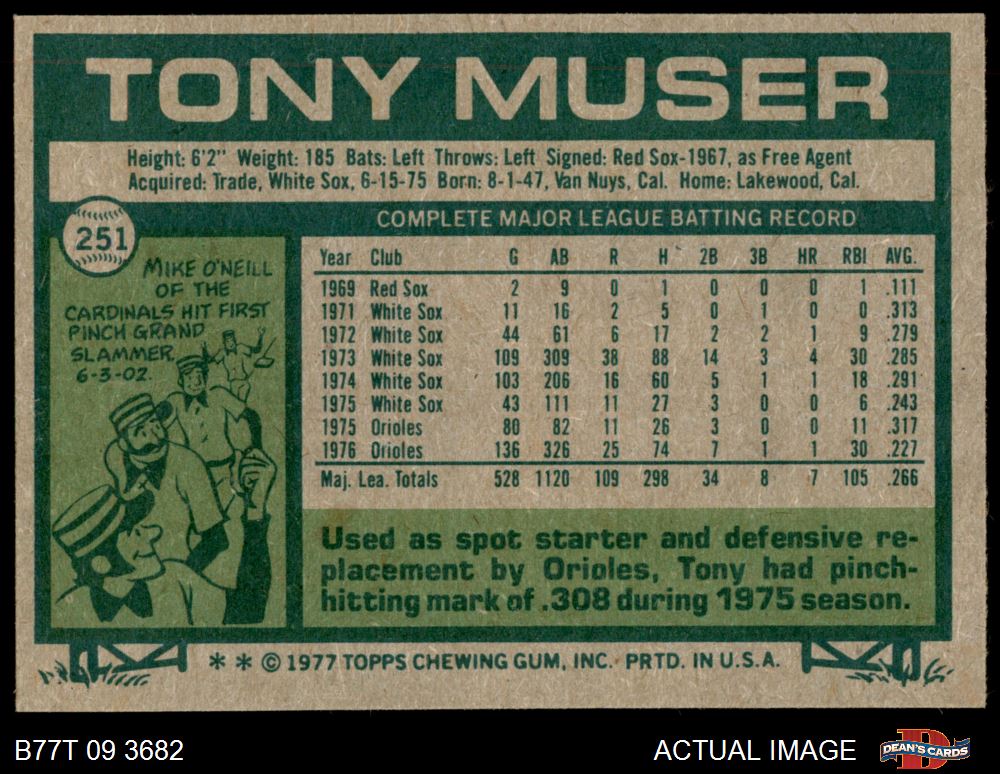 TONY MUSER
Height: 6'2" Weight: 185 Bats: Left Throws: Left Signed: Red Sox-1967, as Free Agent
Acquired: Trade, White Sox, 6-15-75 Born: 8-1-47, Van Nuys, Cal. Home: Lakewood, Cal.
251
MIKE O'NEILL
OF THE
CARDINALS HIT FIRST
PINCH GRAND
SLAMMER.
6-3-02.
COMPLETE MAJOR LEAGUE BATTING RECORD
Year Club G AB R H 2B 3B HR RBI AVG.
1969 Red Sox 2 9 0 1 0 0 0 1 .111
1971 White Sox 11 16 2 5 0 1 0 0 .313
1972 White Sox 44 61 6 17 2 2 1 9 .279
1973 White Sox 109 309 38 88 14 3 4 30 .285
1974 White Sox 103 206 16 60 5 1 1 18 .291
1975 White Sox 43 111 11 27 3 0 0 6 .243
1975 Orioles 80 82 11 26 3 0 0 11 .317
1976 Orioles 136 326 25 74 7 1 1 30 .227
Maj. Lea. Totals 528 1120 109 298 34 8 7 105 .266
Used as spot starter and defensive re-
placement by Orioles, Tony had pinch-
hitting mark of .308 during 1975 season.
** © 1977 TOPPS CHEWING GUM, INC. PRTD. IN U.S.A.
B77T 09 3682
ACTUAL IMAGE
DEAN'S CARDS